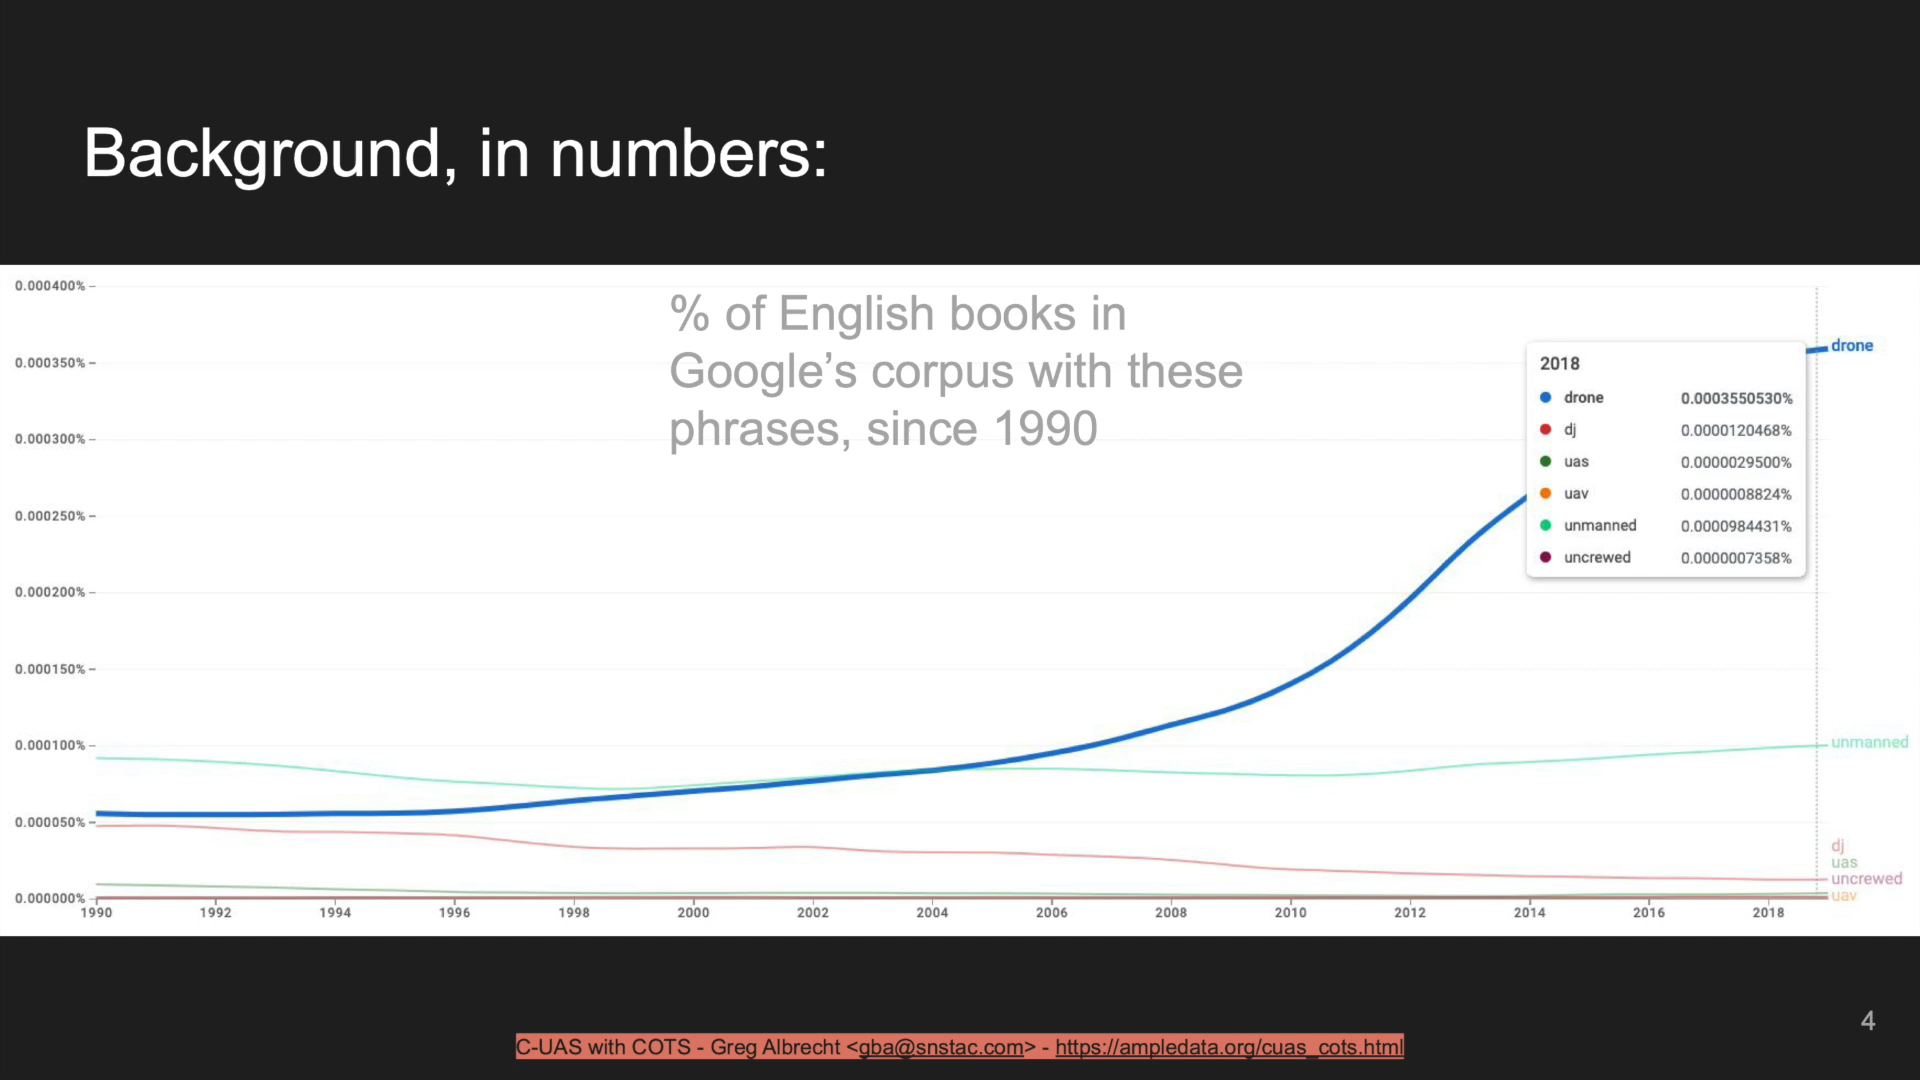 Background, in numbers:
% of English books in
Google’s corpus with these
phrases, since 1990
0.000400%
0.000350%
0.000300%
0.000250%
0.000200%
0.000150%
0.000100%
0.000050%
0.000000%
2018
drone 0.0003550530%
dj 0.0000120468%
uas 0.0000029500%
uav 0.0000008824%
unmanned 0.0000984431%
uncrewed 0.0000007358%
drone
unmanned
dj
uas
uncrewed
uav
1990 1992 1994 1996 1998 2000 2002 2004 2006 2008 2010 2012 2014 2016 2018
4
C-UAS with COTS - Greg Albrecht <gba@snstac.com> - https://ampledata.org/cuas_cots.html